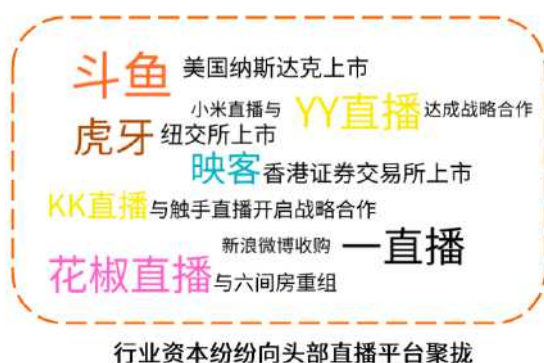 斗鱼 美国纳斯达克上市
小米直播与 YY直播 达成战略合作
虎牙 纽交所上市
映客 香港证券交易所上市
KK直播 与触手直播开启战略合作
新浪微博收购 一直播
花椒直播 与六间房重组
行业资本纷纷向头部直播平台聚拢